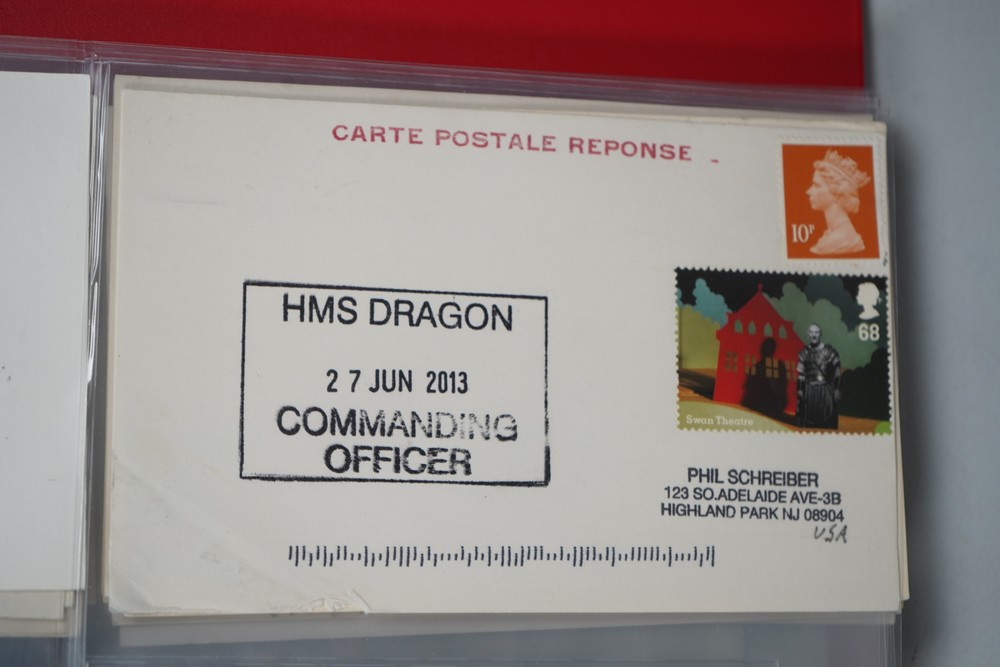 CARTE POSTALE REPONSE
10P
68
Swan Theatre
HMS DRAGON
27 JUN 2013
COMMANDING
OFFICER
PHIL SCHREIBER
123 SO.ADELAIDE AVE-3B
HIGHLAND PARK NJ 08904
USA